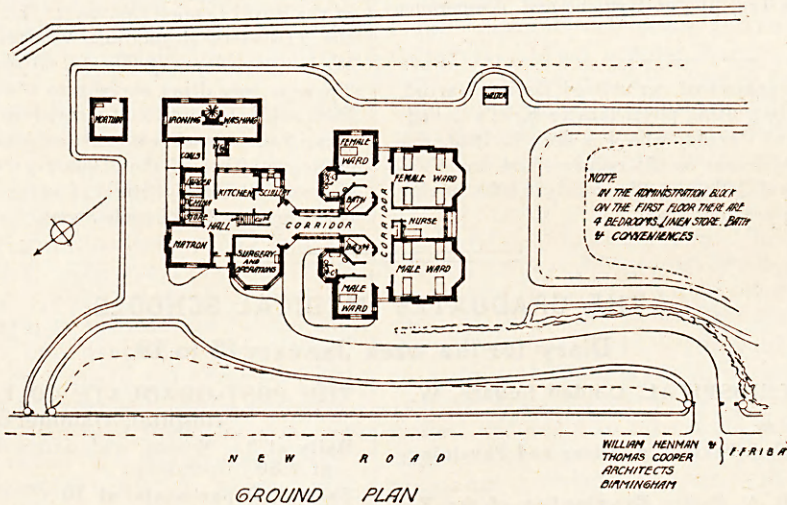 MORTUARY
IRONING
WASHING
COALS
W.C.
LARDER
CHINA
STORE
KITCHEN
SCULLERY
HALL
MATRON
SURGERY
AND
OPERATIONS
CORRIDOR
FEMALE
WARD
BATH
FEMALE WARD
CORRIDOR
NURSE
BATH
MALE WARD
MALE
WARD
NOTE
IN THE ADMINISTRATION BLOCK
ON THE FIRST FLOOR THERE ARE
4 BEDROOMS, LINEN STORE, BATH
& CONVENIENCES.
NEW ROAD
WILLIAM HENMAN &
THOMAS COOPER
ARCHITECTS
BIRMINGHAM
F F R I B A
GROUND PLAN